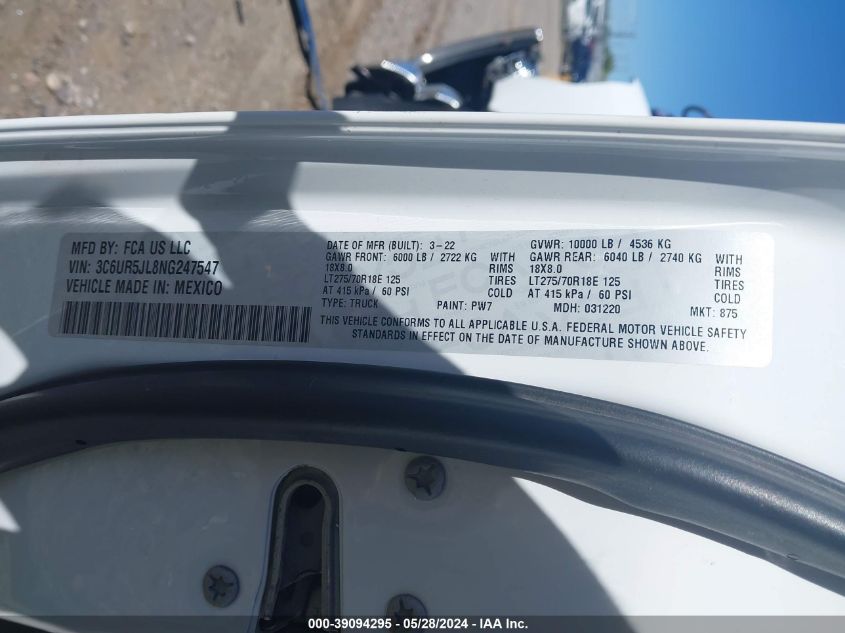 MFD BY: FCA US LLC
VIN: 3C6UR5JL8NG247547
VEHICLE MADE IN: MEXICO
DATE OF MFR (BUILT): 3-22
GAWR FRONT: 6000 LB / 2722 KG WITH
18X8.0 RIMS
LT275/70R18E 125 TIRES
AT 415 kPa / 60 PSI COLD
TYPE: TRUCK PAINT: PW7
GVWR: 10000 LB / 4536 KG
GAWR REAR: 6040 LB / 2740 KG WITH
18X8.0 RIMS
LT275/70R18E 125 TIRES
AT 415 kPa / 60 PSI COLD
MDH: 031220 MKT: 875
THIS VEHICLE CONFORMS TO ALL APPLICABLE U.S.A. FEDERAL MOTOR VEHICLE SAFETY
STANDARDS IN EFFECT ON THE DATE OF MANUFACTURE SHOWN ABOVE.
000-39094295 - 05/28/2024 - IAA Inc.